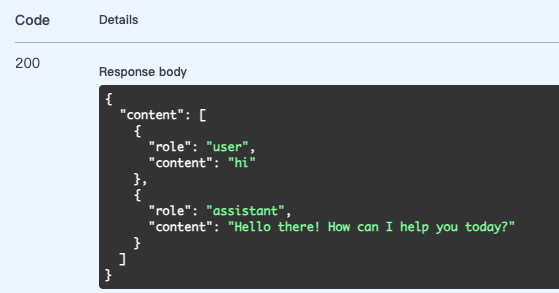 Code Details
200
Response body
{
  "content": [
    {
      "role": "user",
      "content": "hi"
    },
    {
      "role": "assistant",
      "content": "Hello there! How can I help you today?"
    }
  ]
}